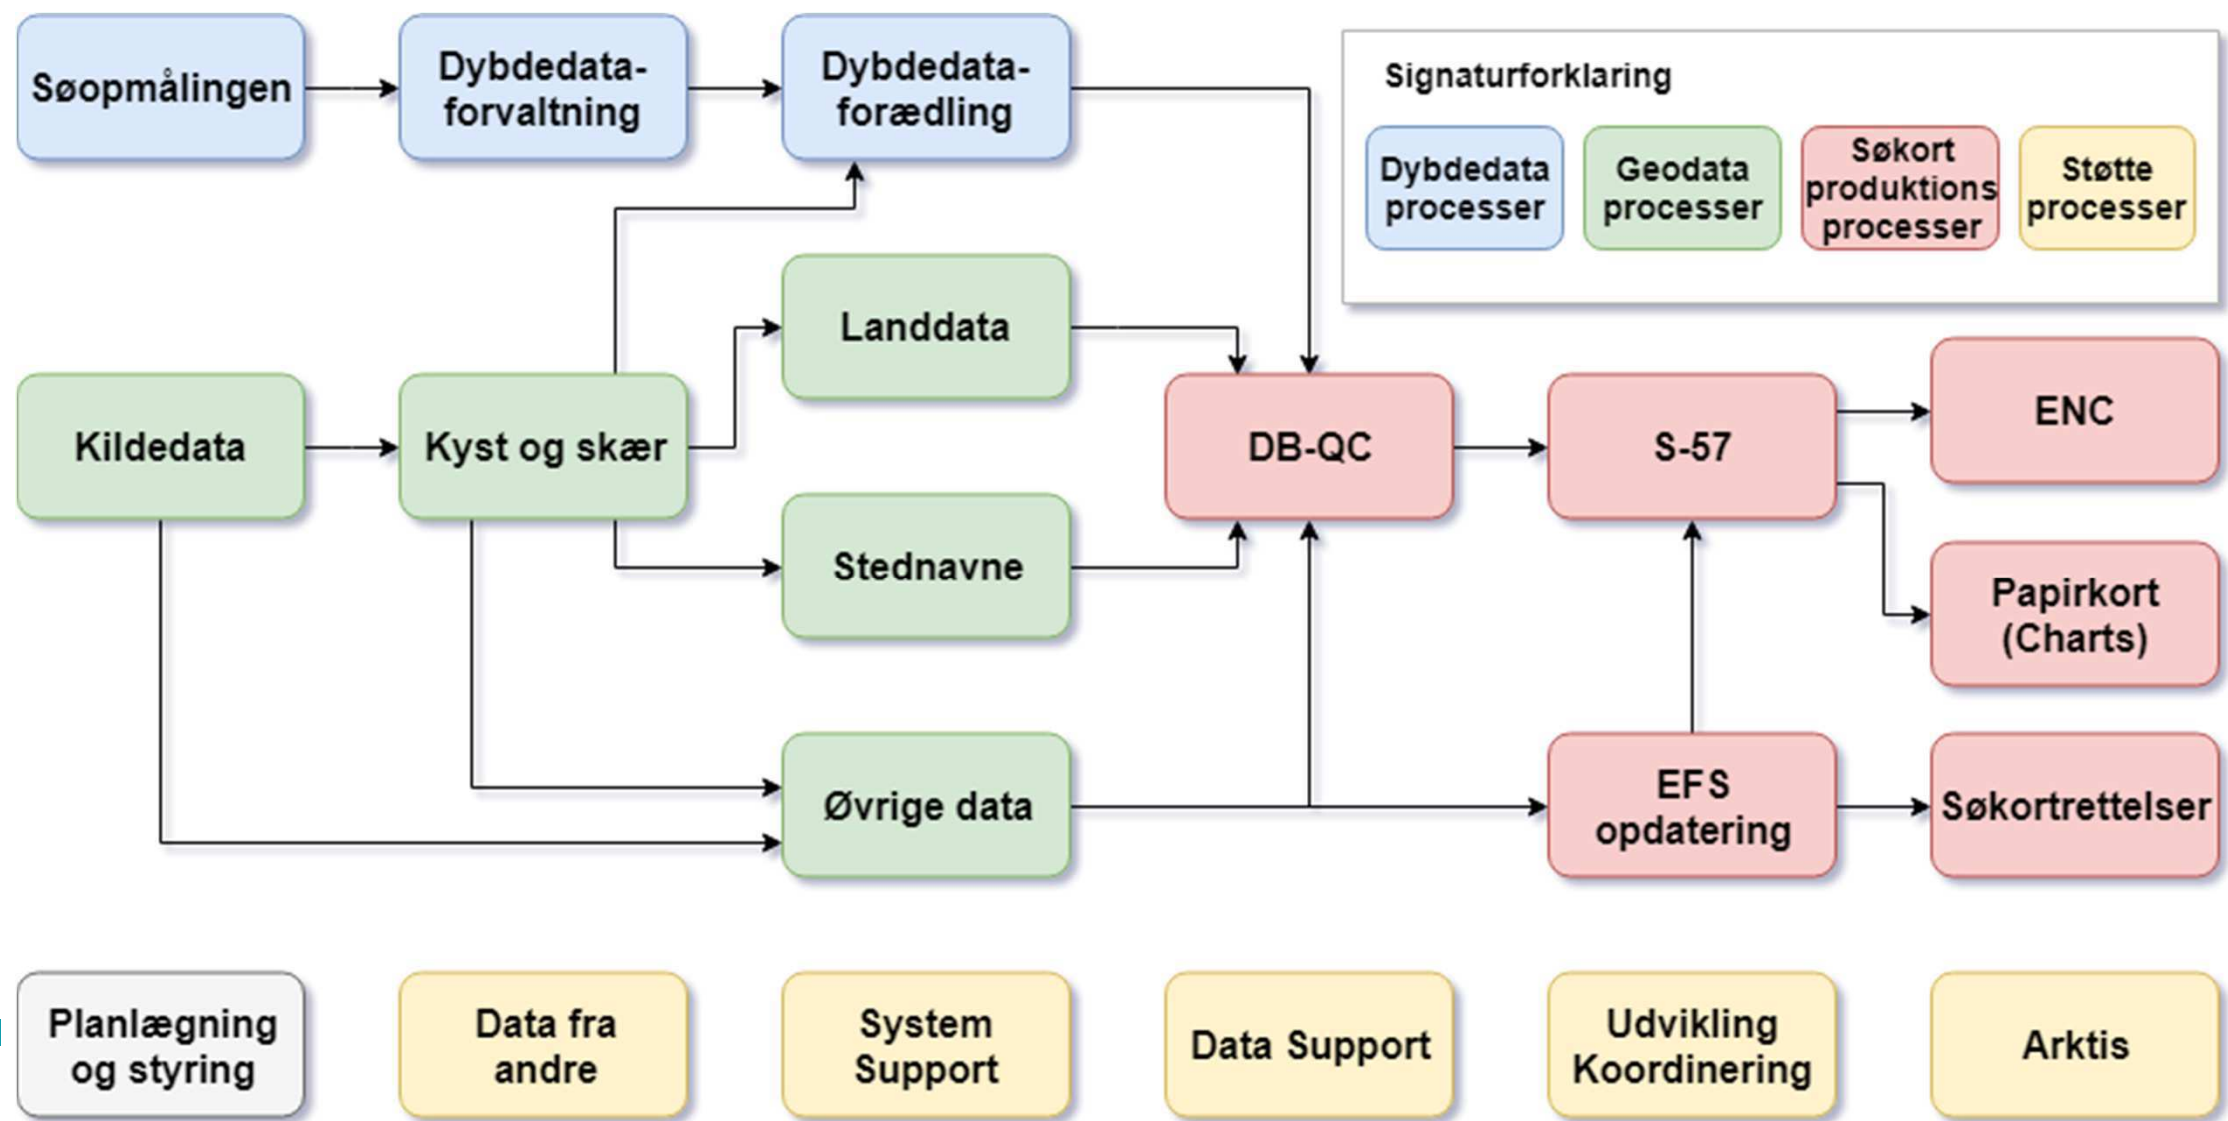 Søopmålingen
Dybdedata-
forvaltning
Dybdedata-
forædling
Signaturforklaring
Dybdedata
processer
Geodata
processer
Søkort
produktions
processer
Støtte
processer
Landdata
Kildedata
Kyst og skær
DB-QC
S-57
ENC
Stednavne
Papirkort
(Charts)
Øvrige data
EFS
opdatering
Søkortrettelser
Planlægning
og styring
Data fra
andre
System
Support
Data Support
Udvikling
Koordinering
Arktis